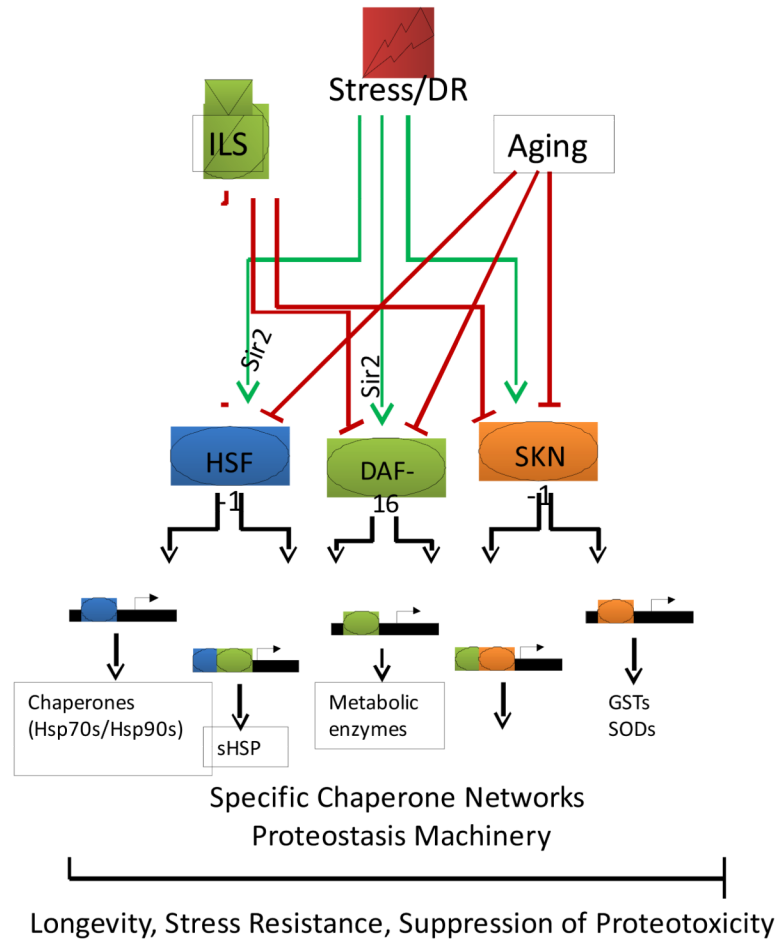 Stress/DR
ILS
Aging
Sir2
Sir2
HSF
-1
DAF-
16
SKN
-1
Chaperones
(Hsp70s/Hsp90s)
sHSP
Metabolic
enzymes
GSTs
SODs
Specific Chaperone Networks
Proteostasis Machinery
Longevity, Stress Resistance, Suppression of Proteotoxicity